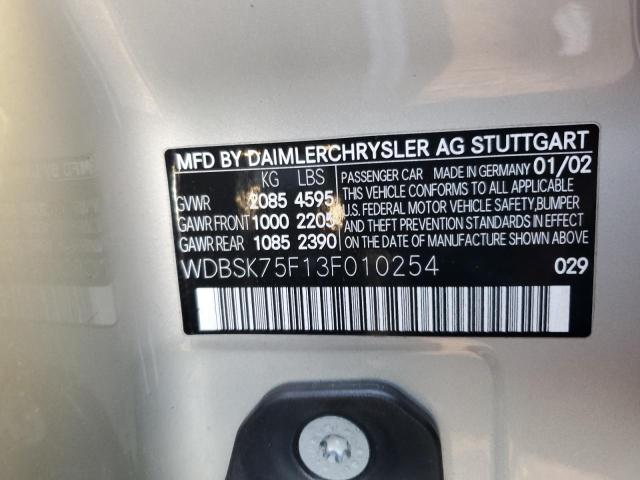 MFD BY DAIMLERCHRYSLER AG STUTTGART
KG LBS
GVWR 2085 4595
GAWR FRONT 1000 2205
GAWR REAR 1085 2390
PASSENGER CAR MADE IN GERMANY 01/02
THIS VEHICLE CONFORMS TO ALL APPLICABLE
U.S. FEDERAL MOTOR VEHICLE SAFETY,BUMPER
AND THEFT PREVENTION STANDARDS IN EFFECT
ON THE DATE OF MANUFACTURE SHOWN ABOVE.
WDBSK75F13F010254 029